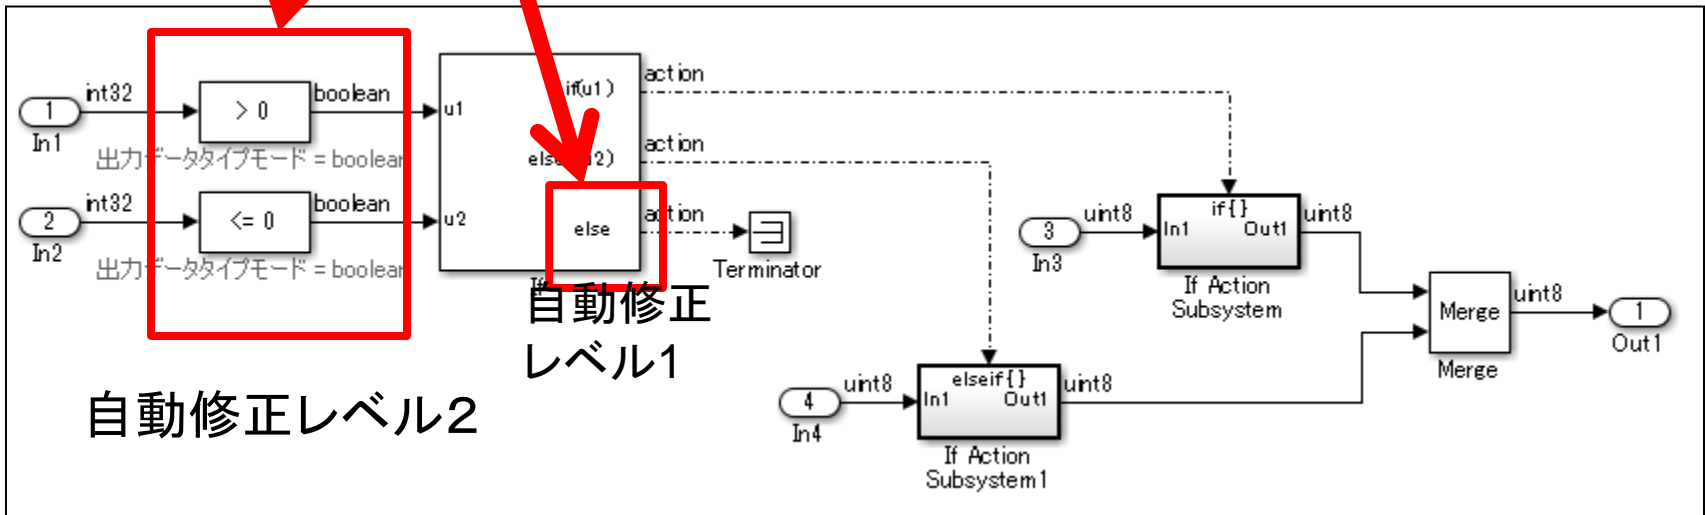 int32
> 0
boolean
1
In1
出力データタイプモード = boolean
int32
<= 0
boolean
2
In2
出力データタイプモード = boolean
u1
u2
if(u1)
else
action
action
action
Terminator
自動修正
レベル1
自動修正レベル2
3
In3
uint8
if{}
In1
Out1
uint8
If Action
Subsystem
4
In4
uint8
elseif{}
In1
Out1
uint8
If Action
Subsystem1
Merge
Merge
uint8
1
Out1